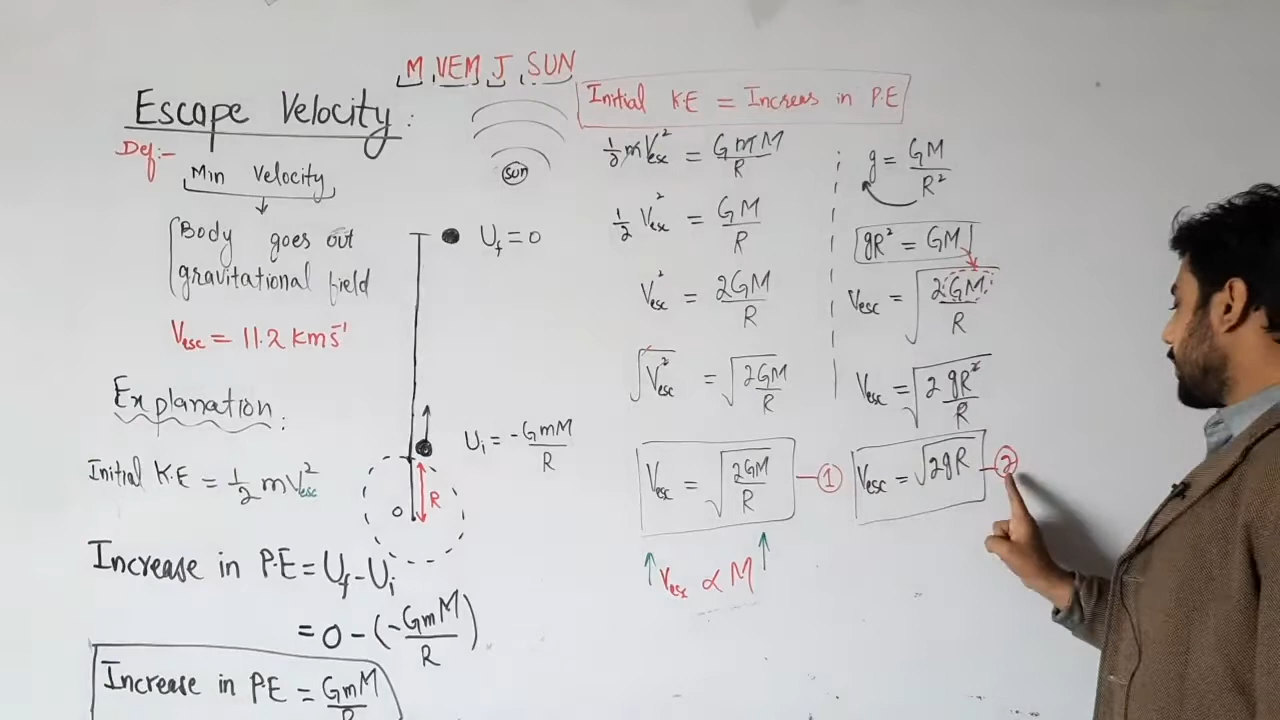 M VEM J SUN
Escape Velocity:
Def:-
Min Velocity
Body goes out
gravitational field
Vesc = 11.2 kms⁻¹
Explanation:
Initial K.E = 1/2 mV²esc
Increase in P.E = Uf - Ui
= 0 - (-GmM/R)
Increase in P.E = GmM/R
sun
Uf = 0
Ui = -GmM/R
R
O
Initial K.E = Increas in P.E
1/2 mV²esc = GmM/R
1/2 V²esc = GM/R
V²esc = 2GM/R
√V²esc = √2GM/R
Vesc = √2GM/R - 1
Vesc ∝ M
g = GM/R²
gR² = GM
Vesc = √2GM/R
Vesc = √2gR²/R
Vesc = √2gR - 2